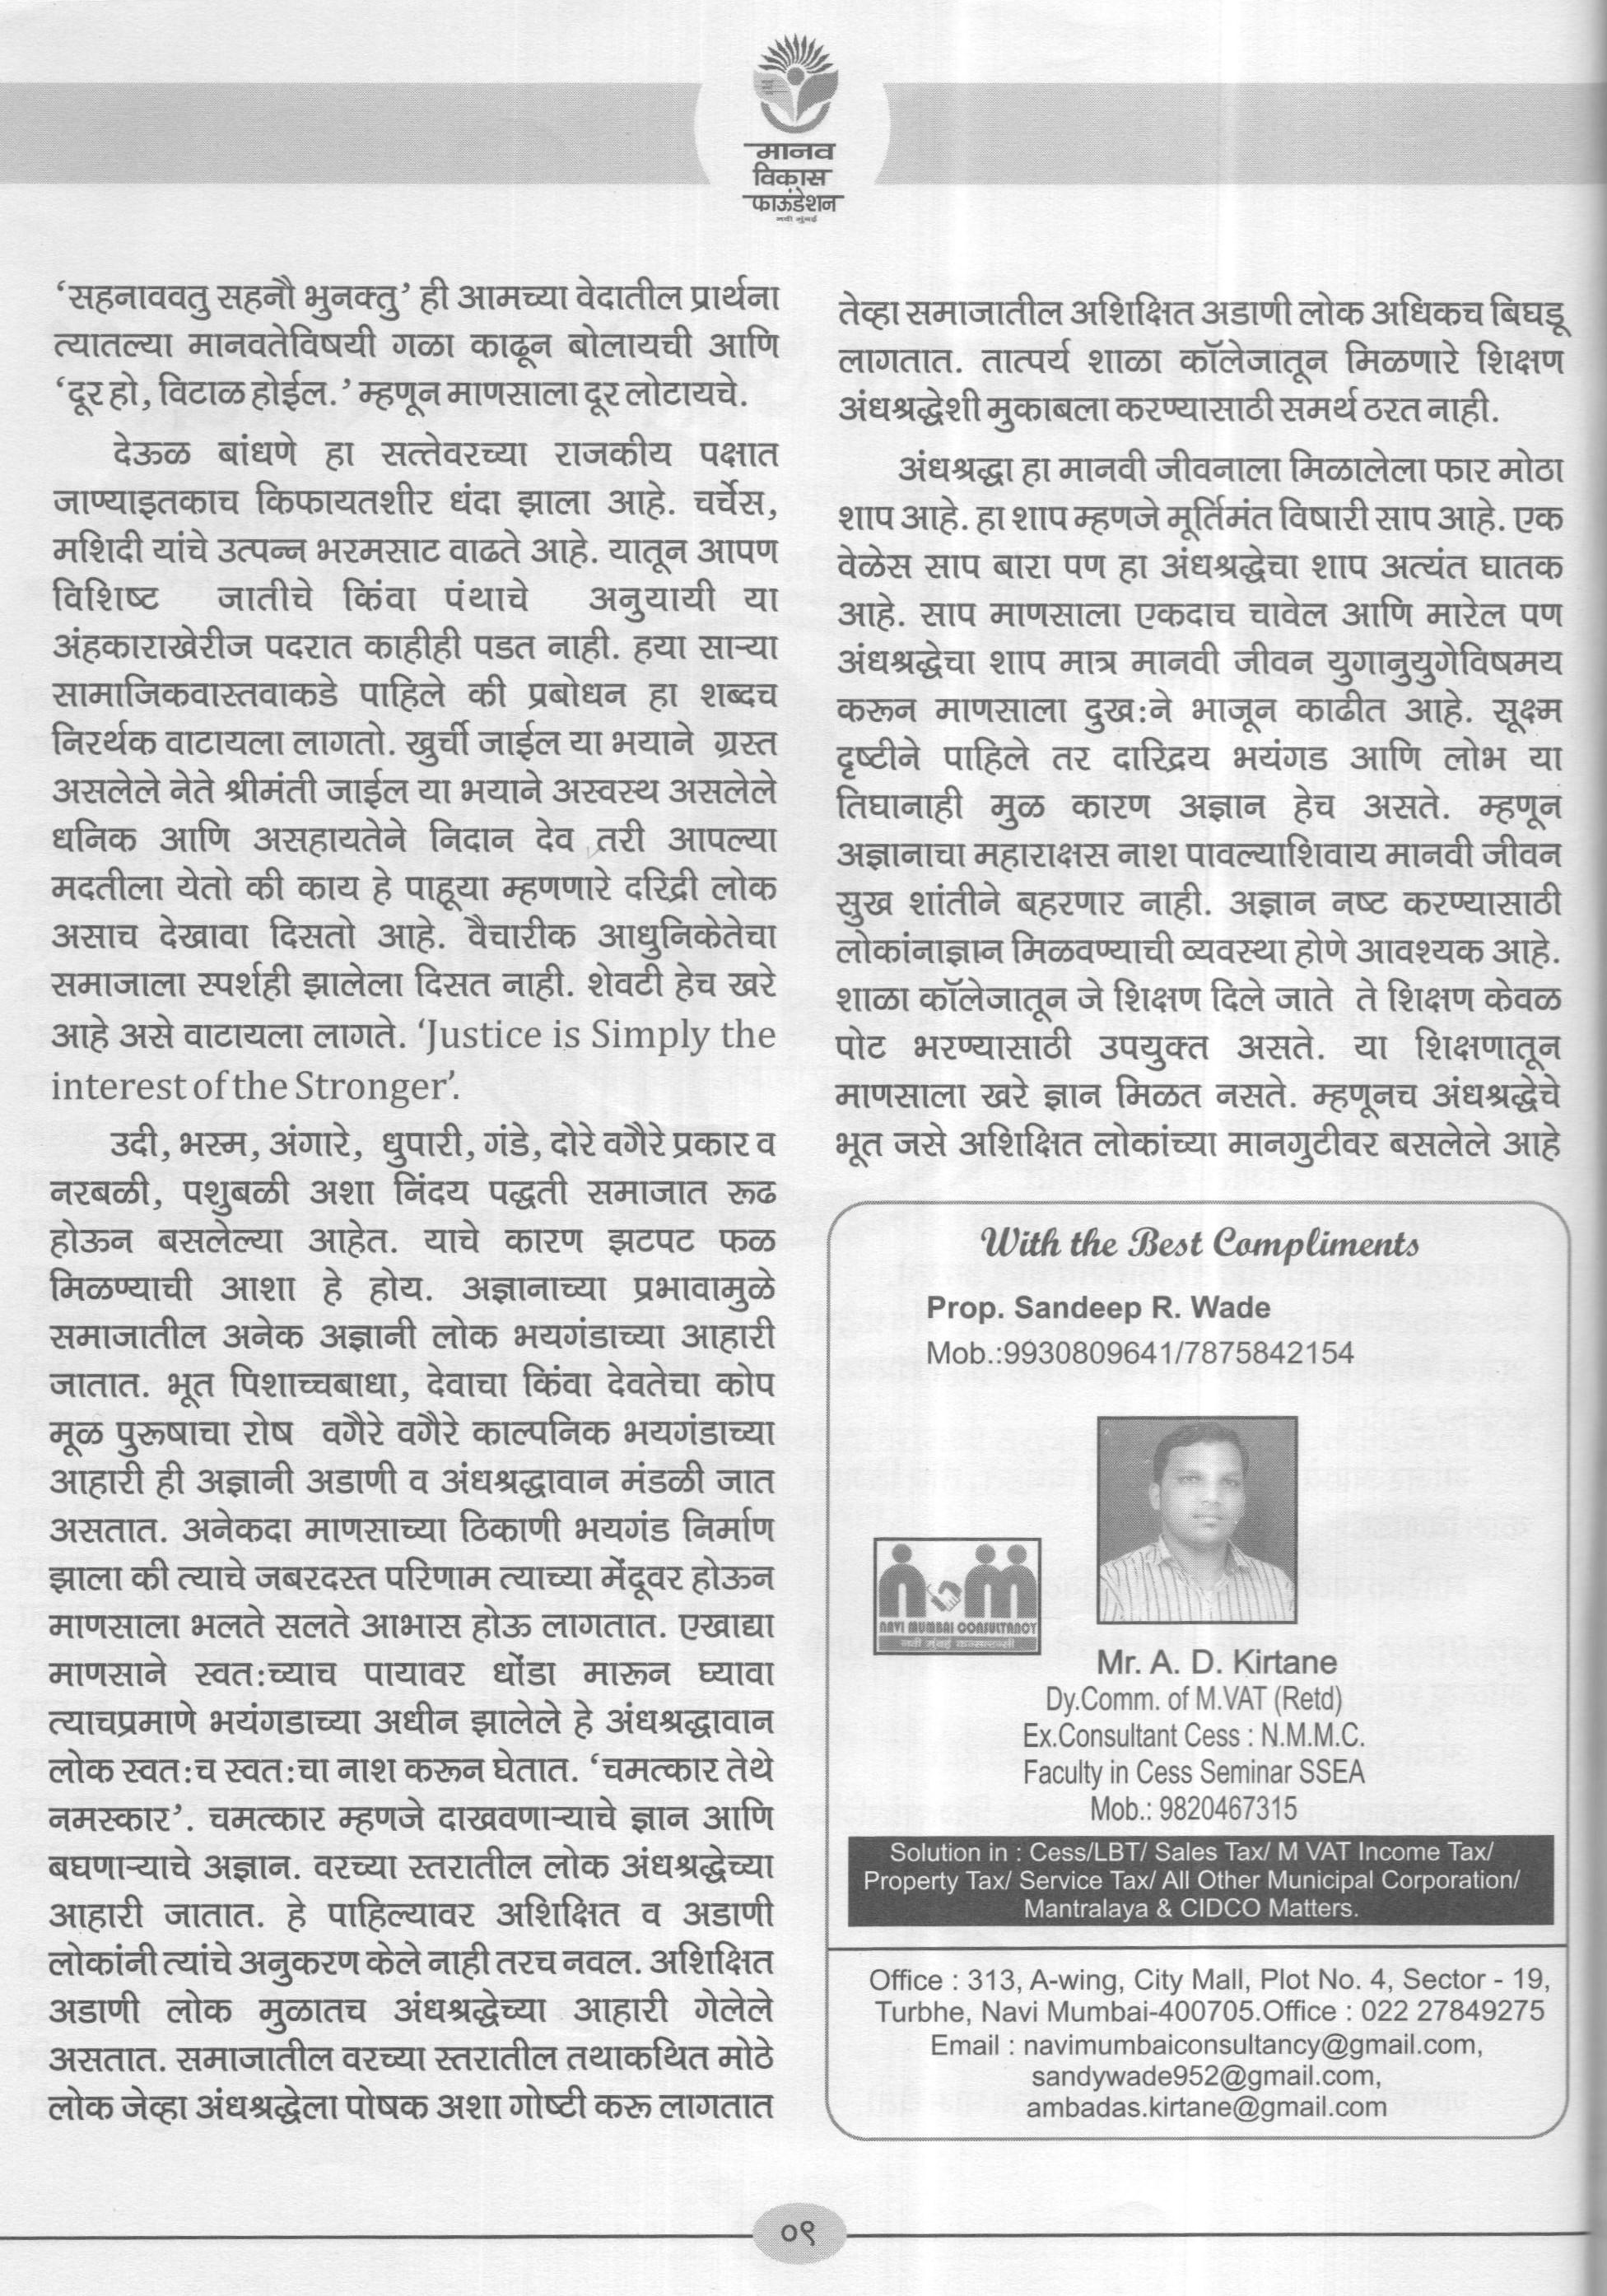 मानव
विकास
फाऊंडेशन
नवी मुंबई
‘सहनाववतु सहनौ भुनक्तु’ ही आमच्या वेदातील प्रार्थना
त्यातल्या मानवतेविषयी गळा काढून बोलायची आणि
‘दूर हो, विटाळ होईल.’ म्हणून माणसाला दूर लोटायचे.
देऊळ बांधणे हा सत्तेवरच्या राजकीय पक्षात
जाण्याइतकाच किफायतशीर धंदा झाला आहे. चर्चेस,
मशिदी यांचे उत्पन्न भरमसाट वाढते आहे. यातून आपण
विशिष्ट जातीचे किंवा पंथाचे अनुयायी या
अंहकाराखेरीज पदरात काहीही पडत नाही. हया साऱ्या
सामाजिकवास्तवाकडे पाहिले की प्रबोधन हा शब्दच
निरर्थक वाटायला लागतो. खुर्ची जाईल या भयाने ग्रस्त
असलेले नेते श्रीमंती जाईल या भयाने अस्वस्थ असलेले
धनिक आणि असहायतेने निदान देव तरी आपल्या
मदतीला येतो की काय हे पाहूया म्हणणारे दरिद्री लोक
असाच देखावा दिसतो आहे. वैचारीक आधुनिकेतेचा
समाजाला स्पर्शही झालेला दिसत नाही. शेवटी हेच खरे
आहे असे वाटायला लागते. ‘Justice is Simply the
interest of the Stronger’.
उदी, भस्म, अंगारे, धुपारी, गंडे, दोरे वगैरे प्रकार व
नरबळी, पशुबळी अशा निंदय पद्धती समाजात रूढ
होऊन बसलेल्या आहेत. याचे कारण झटपट फळ
मिळण्याची आशा हे होय. अज्ञानाच्या प्रभावामुळे
समाजातील अनेक अज्ञानी लोक भयगंडाच्या आहारी
जातात. भूत पिशाच्चबाधा, देवाचा किंवा देवतेचा कोप
मूळ पुरूषाचा रोष वगैरे वगैरे काल्पनिक भयगंडाच्या
आहारी ही अज्ञानी अडाणी व अंधश्रद्धावान मंडळी जात
असतात. अनेकदा माणसाच्या ठिकाणी भयगंड निर्माण
झाला की त्याचे जबरदस्त परिणाम त्याच्या मेंदूवर होऊन
माणसाला भलते सलते आभास होऊ लागतात. एखाद्या
माणसाने स्वत:च्याच पायावर धोंडा मारून घ्यावा
त्याचप्रमाणे भयंगडाच्या अधीन झालेले हे अंधश्रद्धावान
लोक स्वत:च स्वत:चा नाश करून घेतात. ‘चमत्कार तेथे
नमस्कार’. चमत्कार म्हणजे दाखवणाऱ्याचे ज्ञान आणि
बघणाऱ्याचे अज्ञान. वरच्या स्तरातील लोक अंधश्रद्धेच्या
आहारी जातात. हे पाहिल्यावर अशिक्षित व अडाणी
लोकांनी त्यांचे अनुकरण केले नाही तरच नवल. अशिक्षित
अडाणी लोक मुळातच अंधश्रद्धेच्या आहारी गेलेले
असतात. समाजातील वरच्या स्तरातील तथाकथित मोठे
लोक जेव्हा अंधश्रद्धेला पोषक अशा गोष्टी करू लागतात
तेव्हा समाजातील अशिक्षित अडाणी लोक अधिकच बिघडू
लागतात. तात्पर्य शाळा कॉलेजातून मिळणारे शिक्षण
अंधश्रद्धेशी मुकाबला करण्यासाठी समर्थ ठरत नाही.
अंधश्रद्धा हा मानवी जीवनाला मिळालेला फार मोठा
शाप आहे. हा शाप म्हणजे मूर्तिमंत विषारी साप आहे. एक
वेळेस साप बारा पण हा अंधश्रद्धेचा शाप अत्यंत घातक
आहे. साप माणसाला एकदाच चावेल आणि मारेल पण
अंधश्रद्धेचा शाप मात्र मानवी जीवन युगानुयुगेविषमय
करून माणसाला दुख:ने भाजून काढीत आहे. सूक्ष्म
दृष्टीने पाहिले तर दारिद्रय भयंगड आणि लोभ या
तिघानाही मुळ कारण अज्ञान हेच असते. म्हणून
अज्ञानाचा महाराक्षस नाश पावल्याशिवाय मानवी जीवन
सुख शांतीने बहरणार नाही. अज्ञान नष्ट करण्यासाठी
लोकांनाज्ञान मिळवण्याची व्यवस्था होणे आवश्यक आहे.
शाळा कॉलेजातून जे शिक्षण दिले जाते ते शिक्षण केवळ
पोट भरण्यासाठी उपयुक्त असते. या शिक्षणातून
माणसाला खरे ज्ञान मिळत नसते. म्हणूनच अंधश्रद्धेचे
भूत जसे अशिक्षित लोकांच्या मानगुटीवर बसलेले आहे
With the Best Compliments
Prop. Sandeep R. Wade
Mob.:9930809641/7875842154
NAVI MUMBAI CONSULTANCY
नवी मुंबई कन्सल्टन्सी
Mr. A. D. Kirtane
Dy.Comm. of M.VAT (Retd)
Ex.Consultant Cess : N.M.M.C.
Faculty in Cess Seminar SSEA
Mob.: 9820467315
Solution in : Cess/LBT/ Sales Tax/ M VAT Income Tax/
Property Tax/ Service Tax/ All Other Municipal Corporation/
Mantralaya & CIDCO Matters.
Office : 313, A-wing, City Mall, Plot No. 4, Sector - 19,
Turbhe, Navi Mumbai-400705.Office : 022 27849275
Email : navimumbaiconsultancy@gmail.com,
sandywade952@gmail.com,
ambadas.kirtane@gmail.com
०९